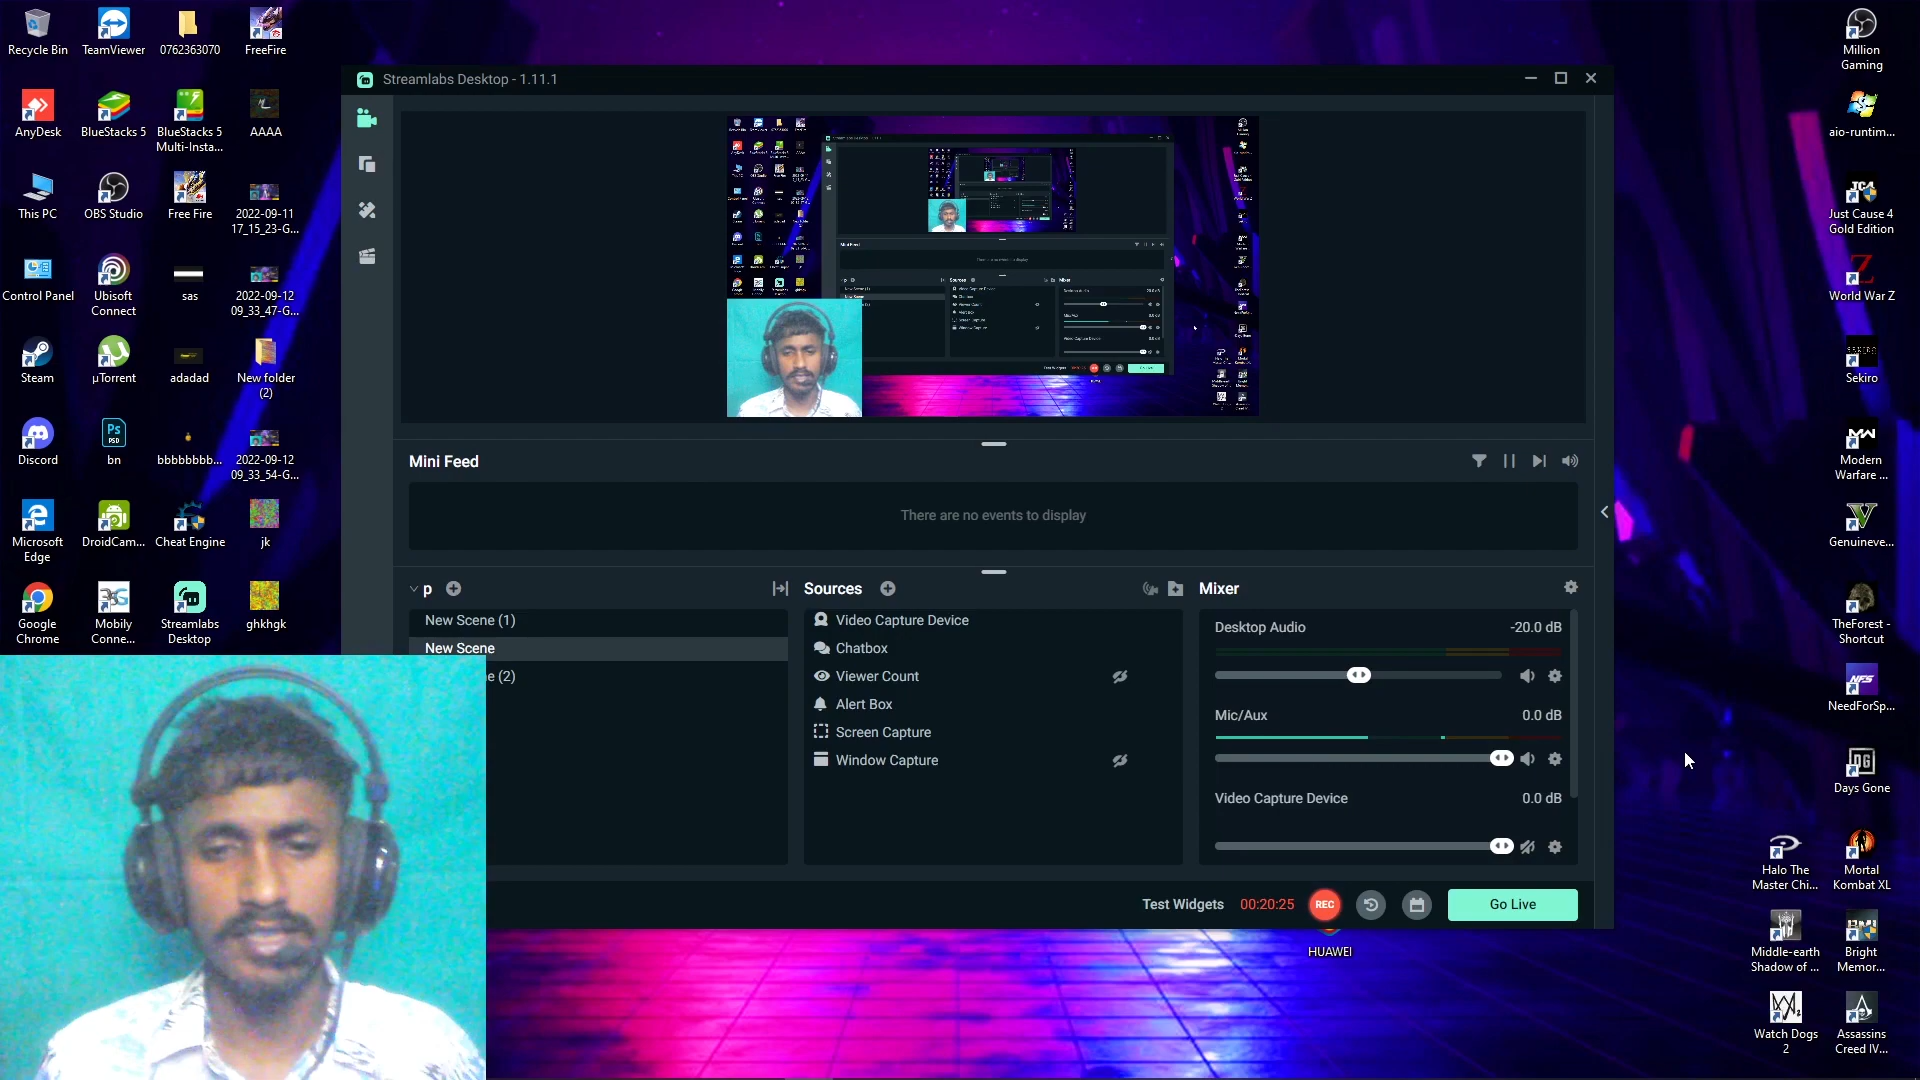 Recycle Bin
TeamViewer
0762363070
FreeFire
AnyDesk
BlueStacks 5
BlueStacks 5
Multi-Insta...
AAAA
This PC
OBS Studio
Free Fire
2022-09-11
17_15_23-G...
Control Panel
Ubisoft
Connect
sas
2022-09-12
09_33_47-G...
Steam
µTorrent
adadad
New folder
(2)
Discord
bn
bbbbbbbb...
2022-09-12
09_33_54-G...
Microsoft
Edge
DroidCam...
Cheat Engine
jk
Google
Chrome
Mobily
Conne...
Streamlabs
Desktop
ghkhgk
Streamlabs Desktop - 1.11.1
Mini Feed
There are no events to display
p
New Scene (1)
New Scene
e (2)
Sources
Video Capture Device
Chatbox
Viewer Count
Alert Box
Screen Capture
Window Capture
Mixer
Desktop Audio
-20.0 dB
Mic/Aux
0.0 dB
Video Capture Device
0.0 dB
Test Widgets
00:20:25
REC
Go Live
HUAWEI
Million
Gaming
aio-runtim...
JC4
Just Cause 4
Gold Edition
World War Z
SEKIRO
Sekiro
Modern
Warfare ...
Genuineve...
TheForest -
Shortcut
NFS
NeedForSp...
DG
Days Gone
Halo The
Master Chi...
Mortal
Kombat XL
Middle-earth
Shadow of ...
Bright
Memor...
Watch Dogs
2
Assassins
Creed IV...